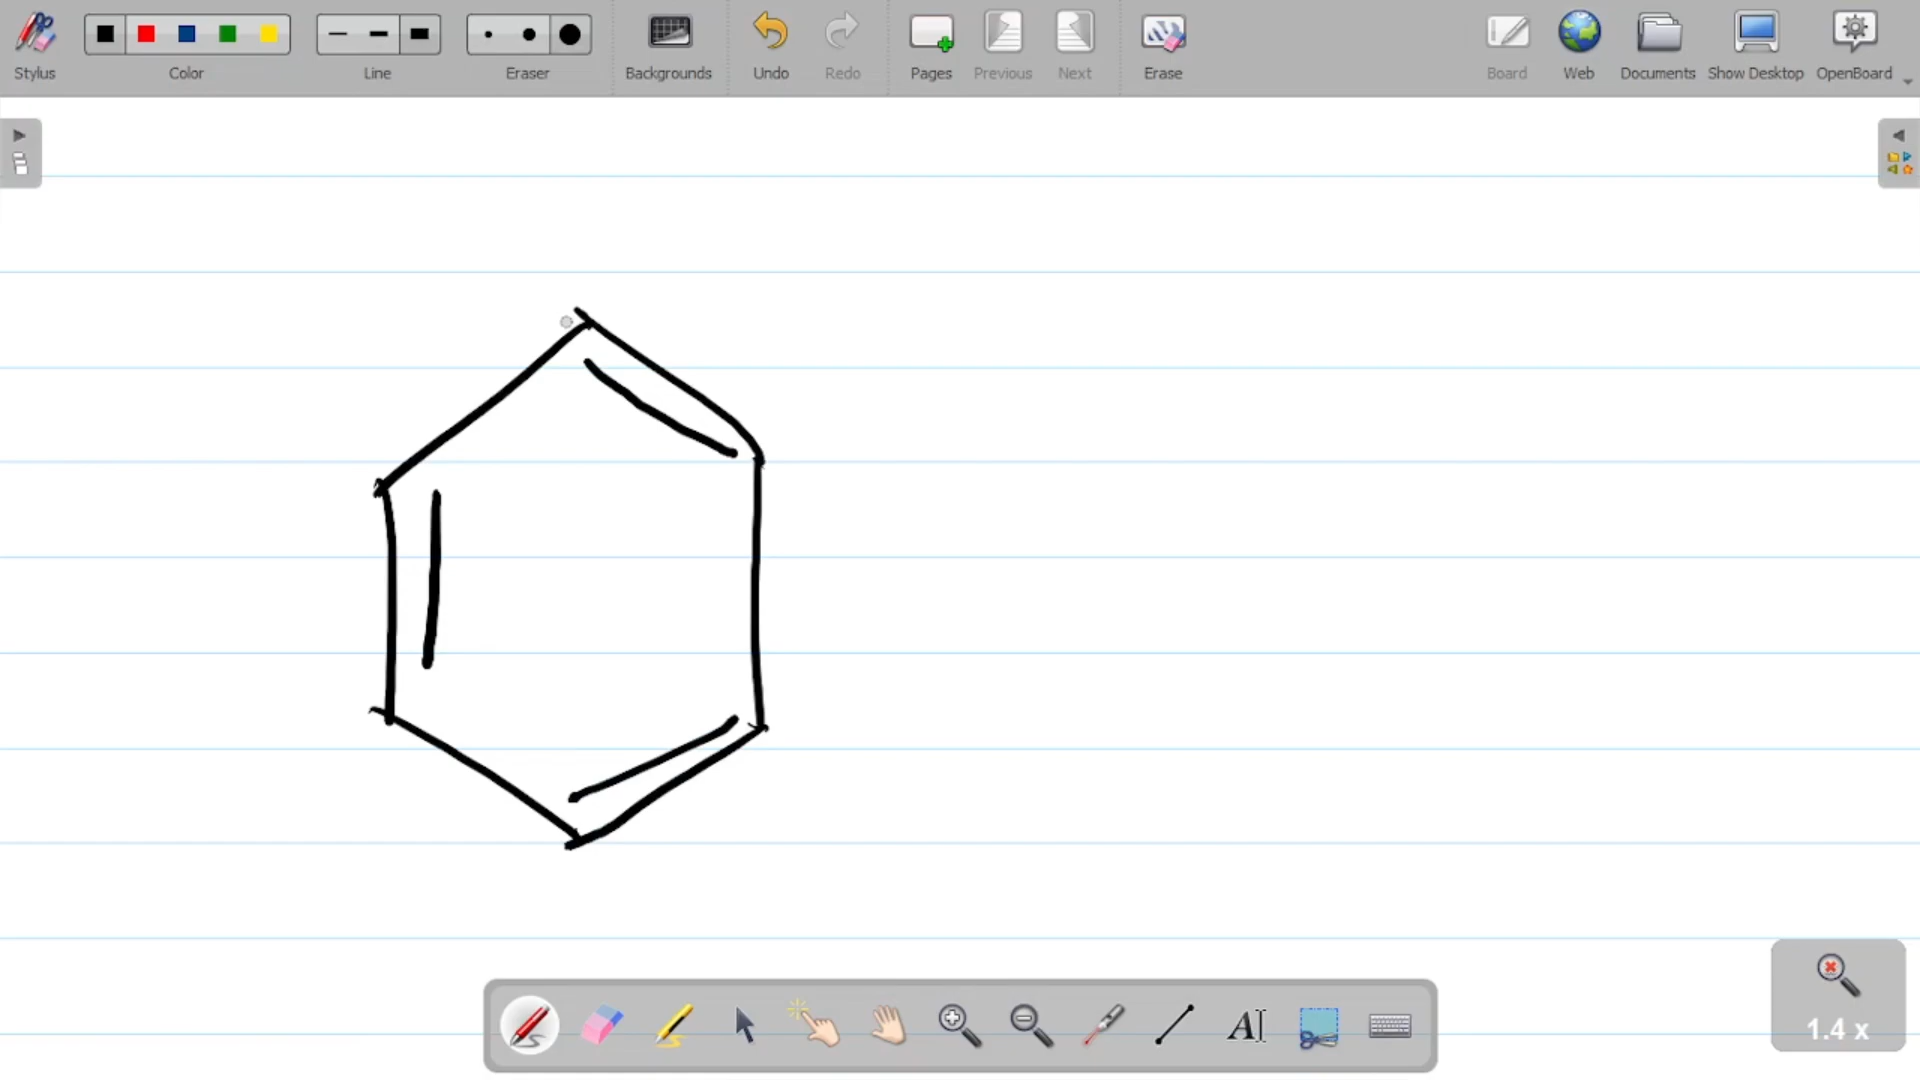 Stylus
Color
Line
Eraser
Backgrounds
Undo
Redo
Pages
Previous
Next
Erase
Board
Web
Documents
Show Desktop
OpenBoard
A
1.4 x